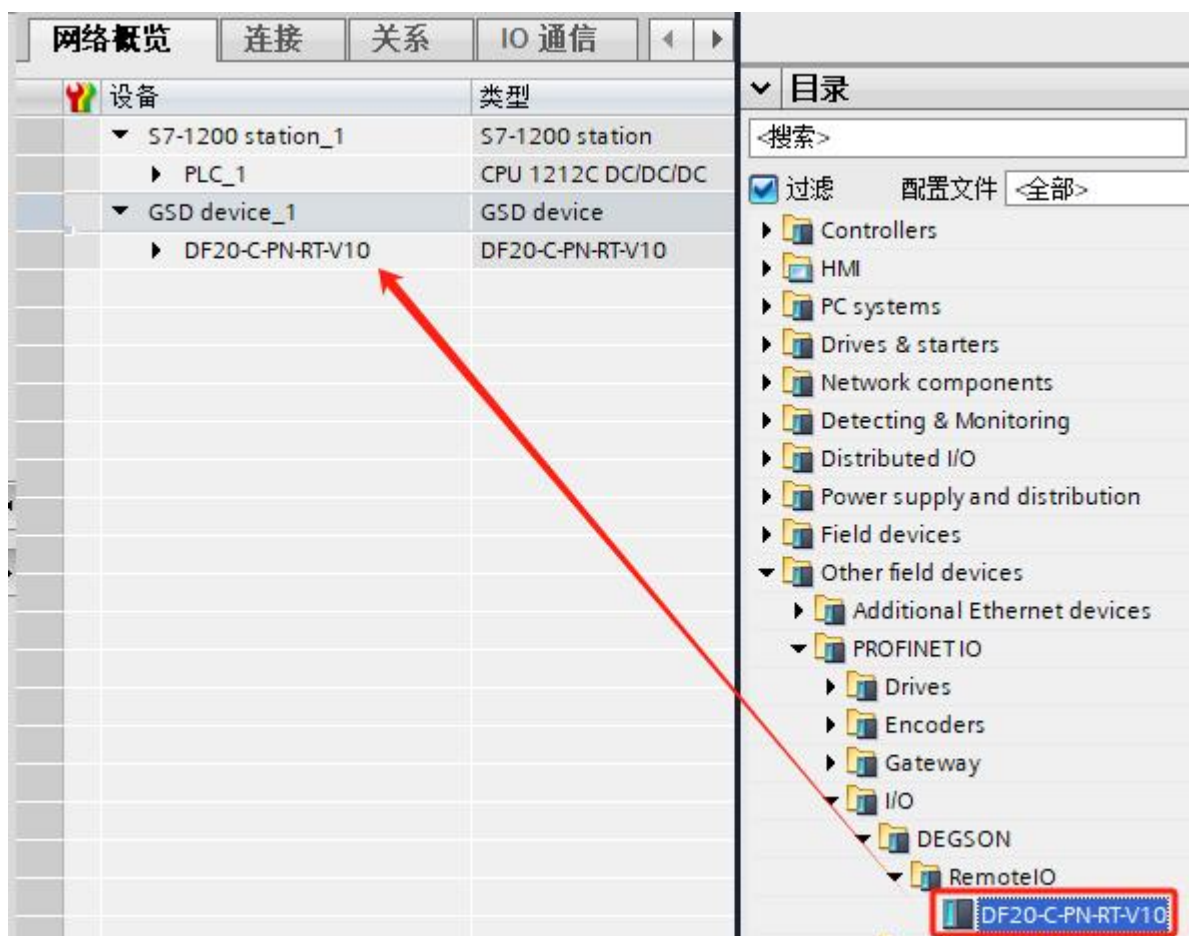 网络概览 连接 关系 IO 通信
设备 类型
S7-1200 station_1 S7-1200 station
PLC_1 CPU 1212C DC/DC/DC
GSD device_1 GSD device
DF20-C-PN-RT-V10 DF20-C-PN-RT-V10
目录
<搜索>
过滤 配置文件 <全部>
Controllers
HMI
PC systems
Drives & starters
Network components
Detecting & Monitoring
Distributed I/O
Power supply and distribution
Field devices
Other field devices
Additional Ethernet devices
PROFINET IO
Drives
Encoders
Gateway
I/O
DEGSON
RemoteIO
DF20-C-PN-RT-V10